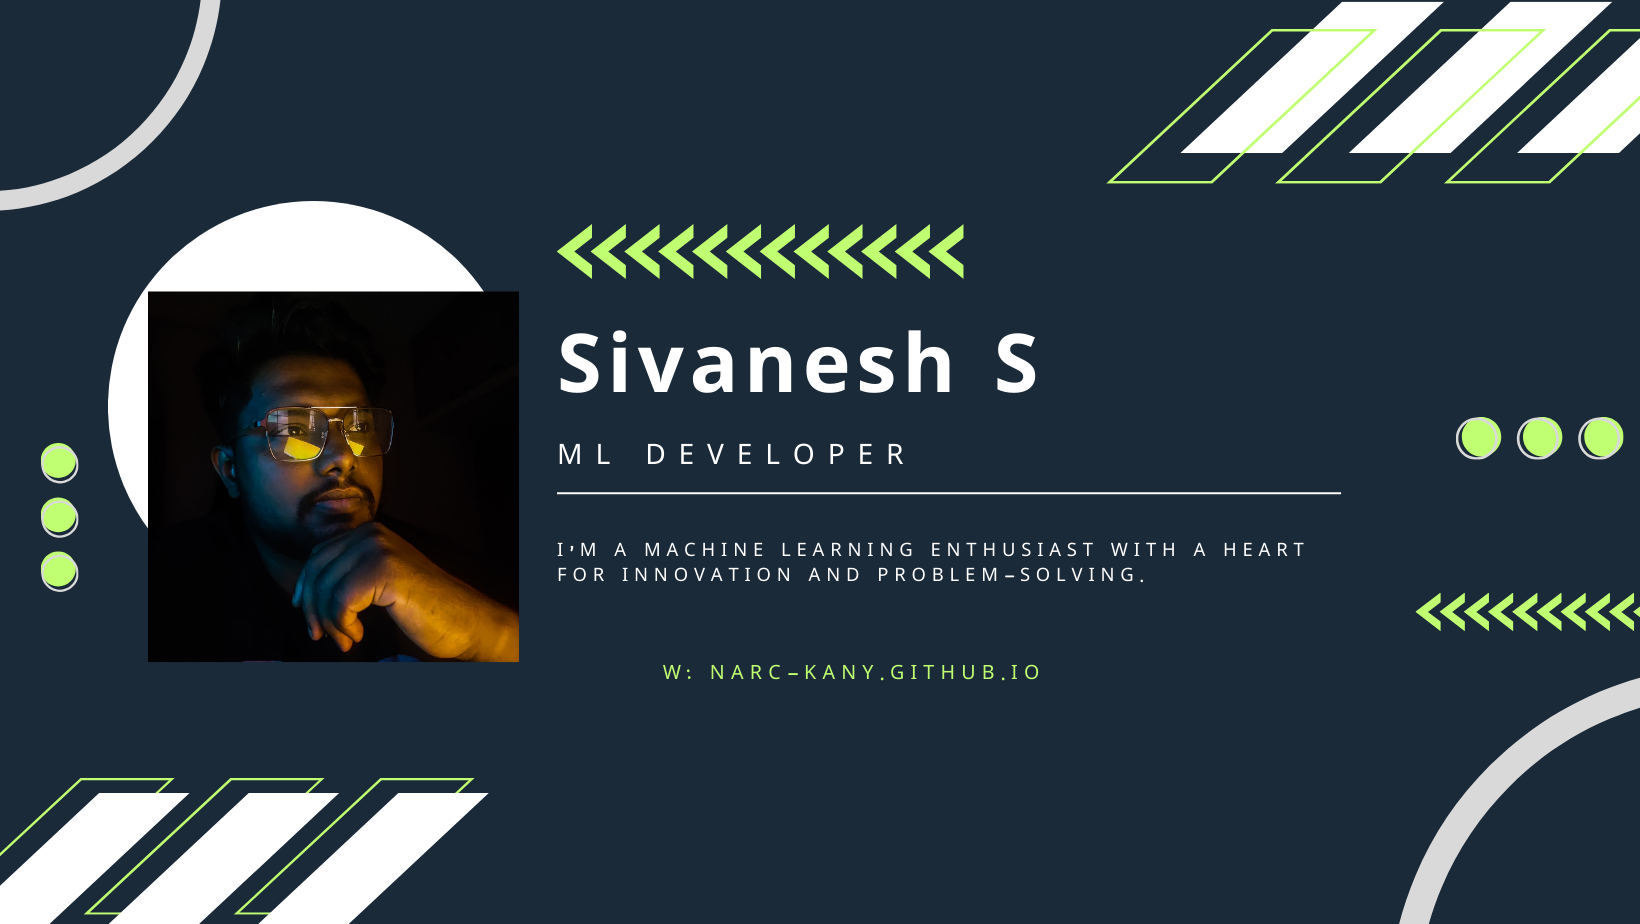 Sivanesh S
ML DEVELOPER
I'M A MACHINE LEARNING ENTHUSIAST WITH A HEART
FOR INNOVATION AND PROBLEM-SOLVING.
W: NARC-KANY.GITHUB.IO